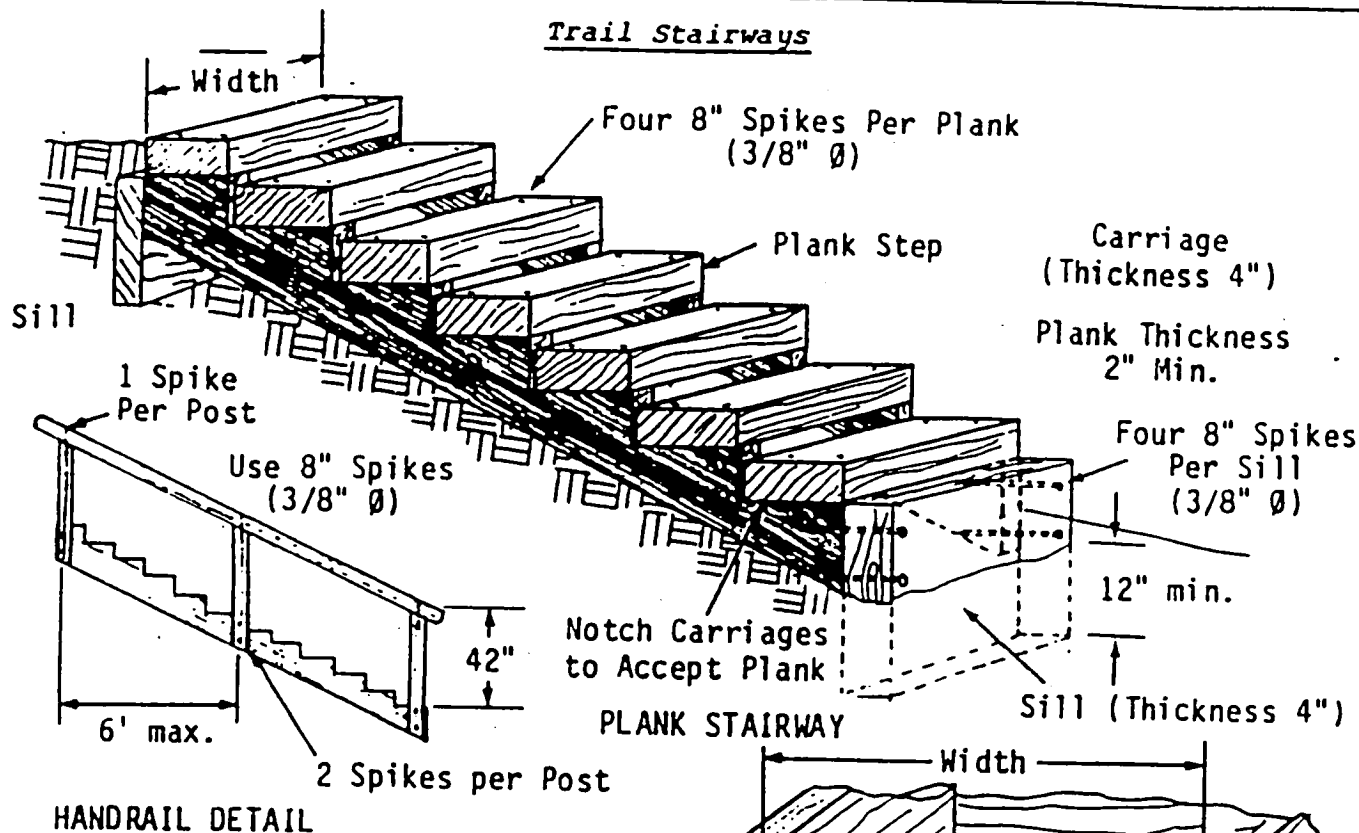 Trail Stairways
Width
Four 8" Spikes Per Plank
(3/8" Ø)
Plank Step
Carriage
(Thickness 4")
Plank Thickness
2" Min.
Sill
1 Spike
Per Post
Use 8" Spikes
(3/8" Ø)
Four 8" Spikes
Per Sill
(3/8" Ø)
12" min.
Notch Carriages
to Accept Plank
42"
6' max.
Sill (Thickness 4")
PLANK STAIRWAY
2 Spikes per Post
Width
HANDRAIL DETAIL